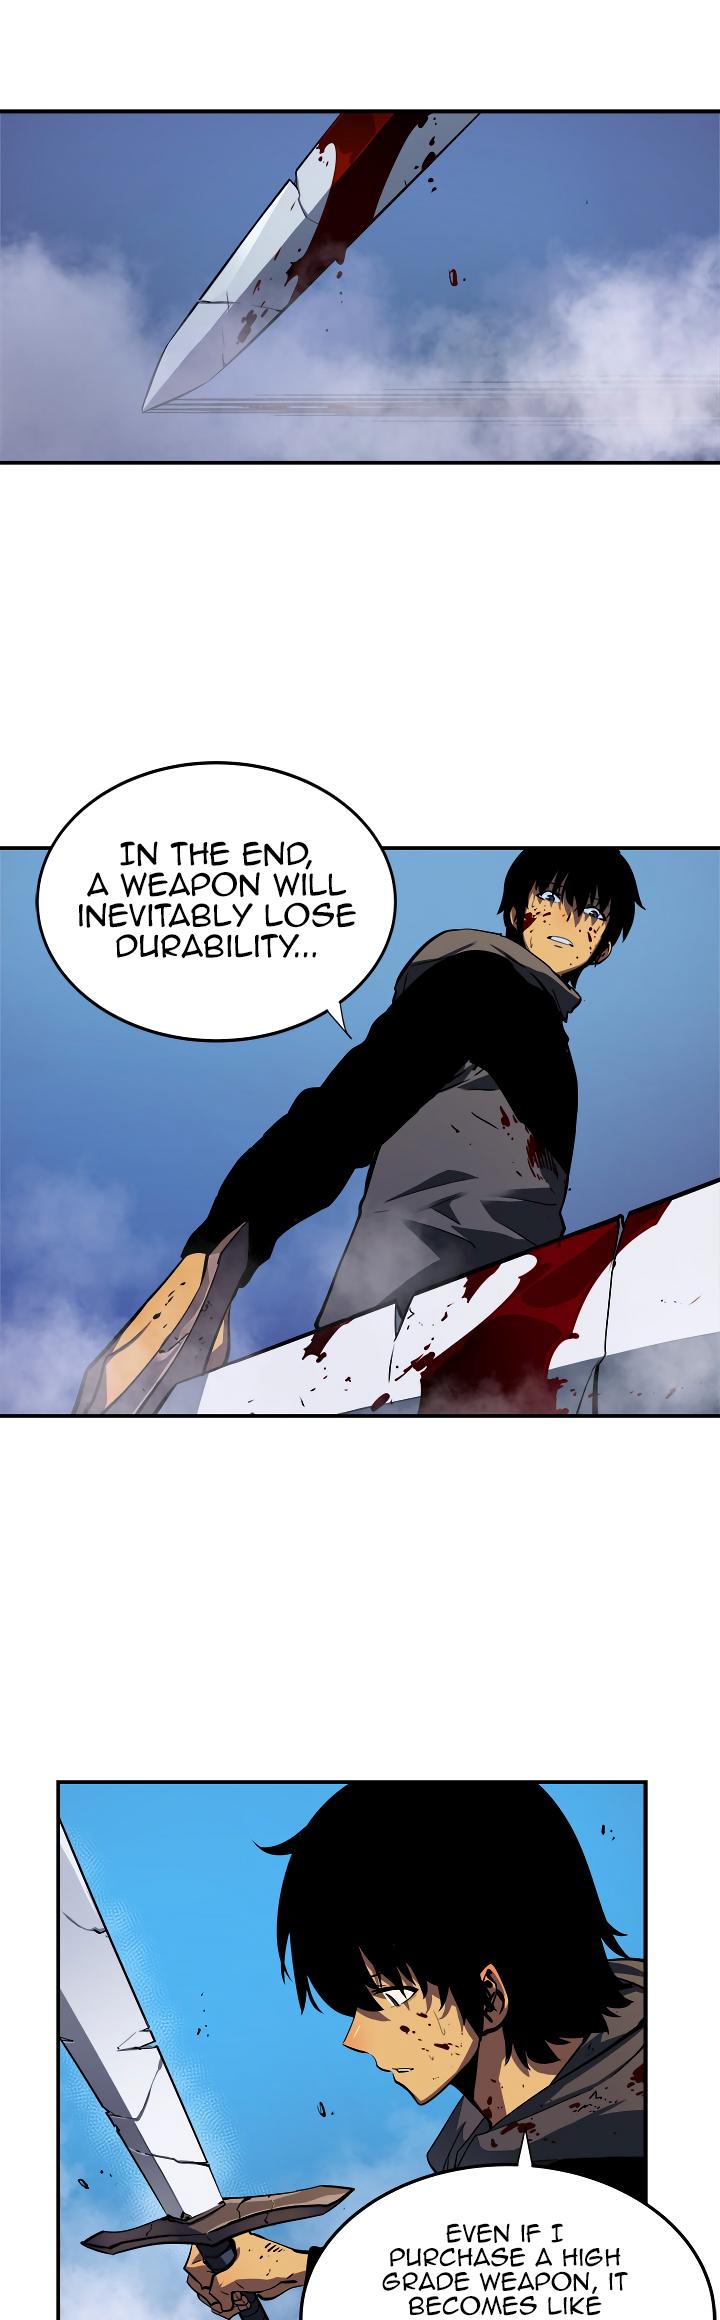 IN THE END,
A WEAPON WILL
INEVITABLY LOSE
DURABILITY...
EVEN IF I
PURCHASE A HIGH
GRADE WEAPON, IT
BECOMES LIKE